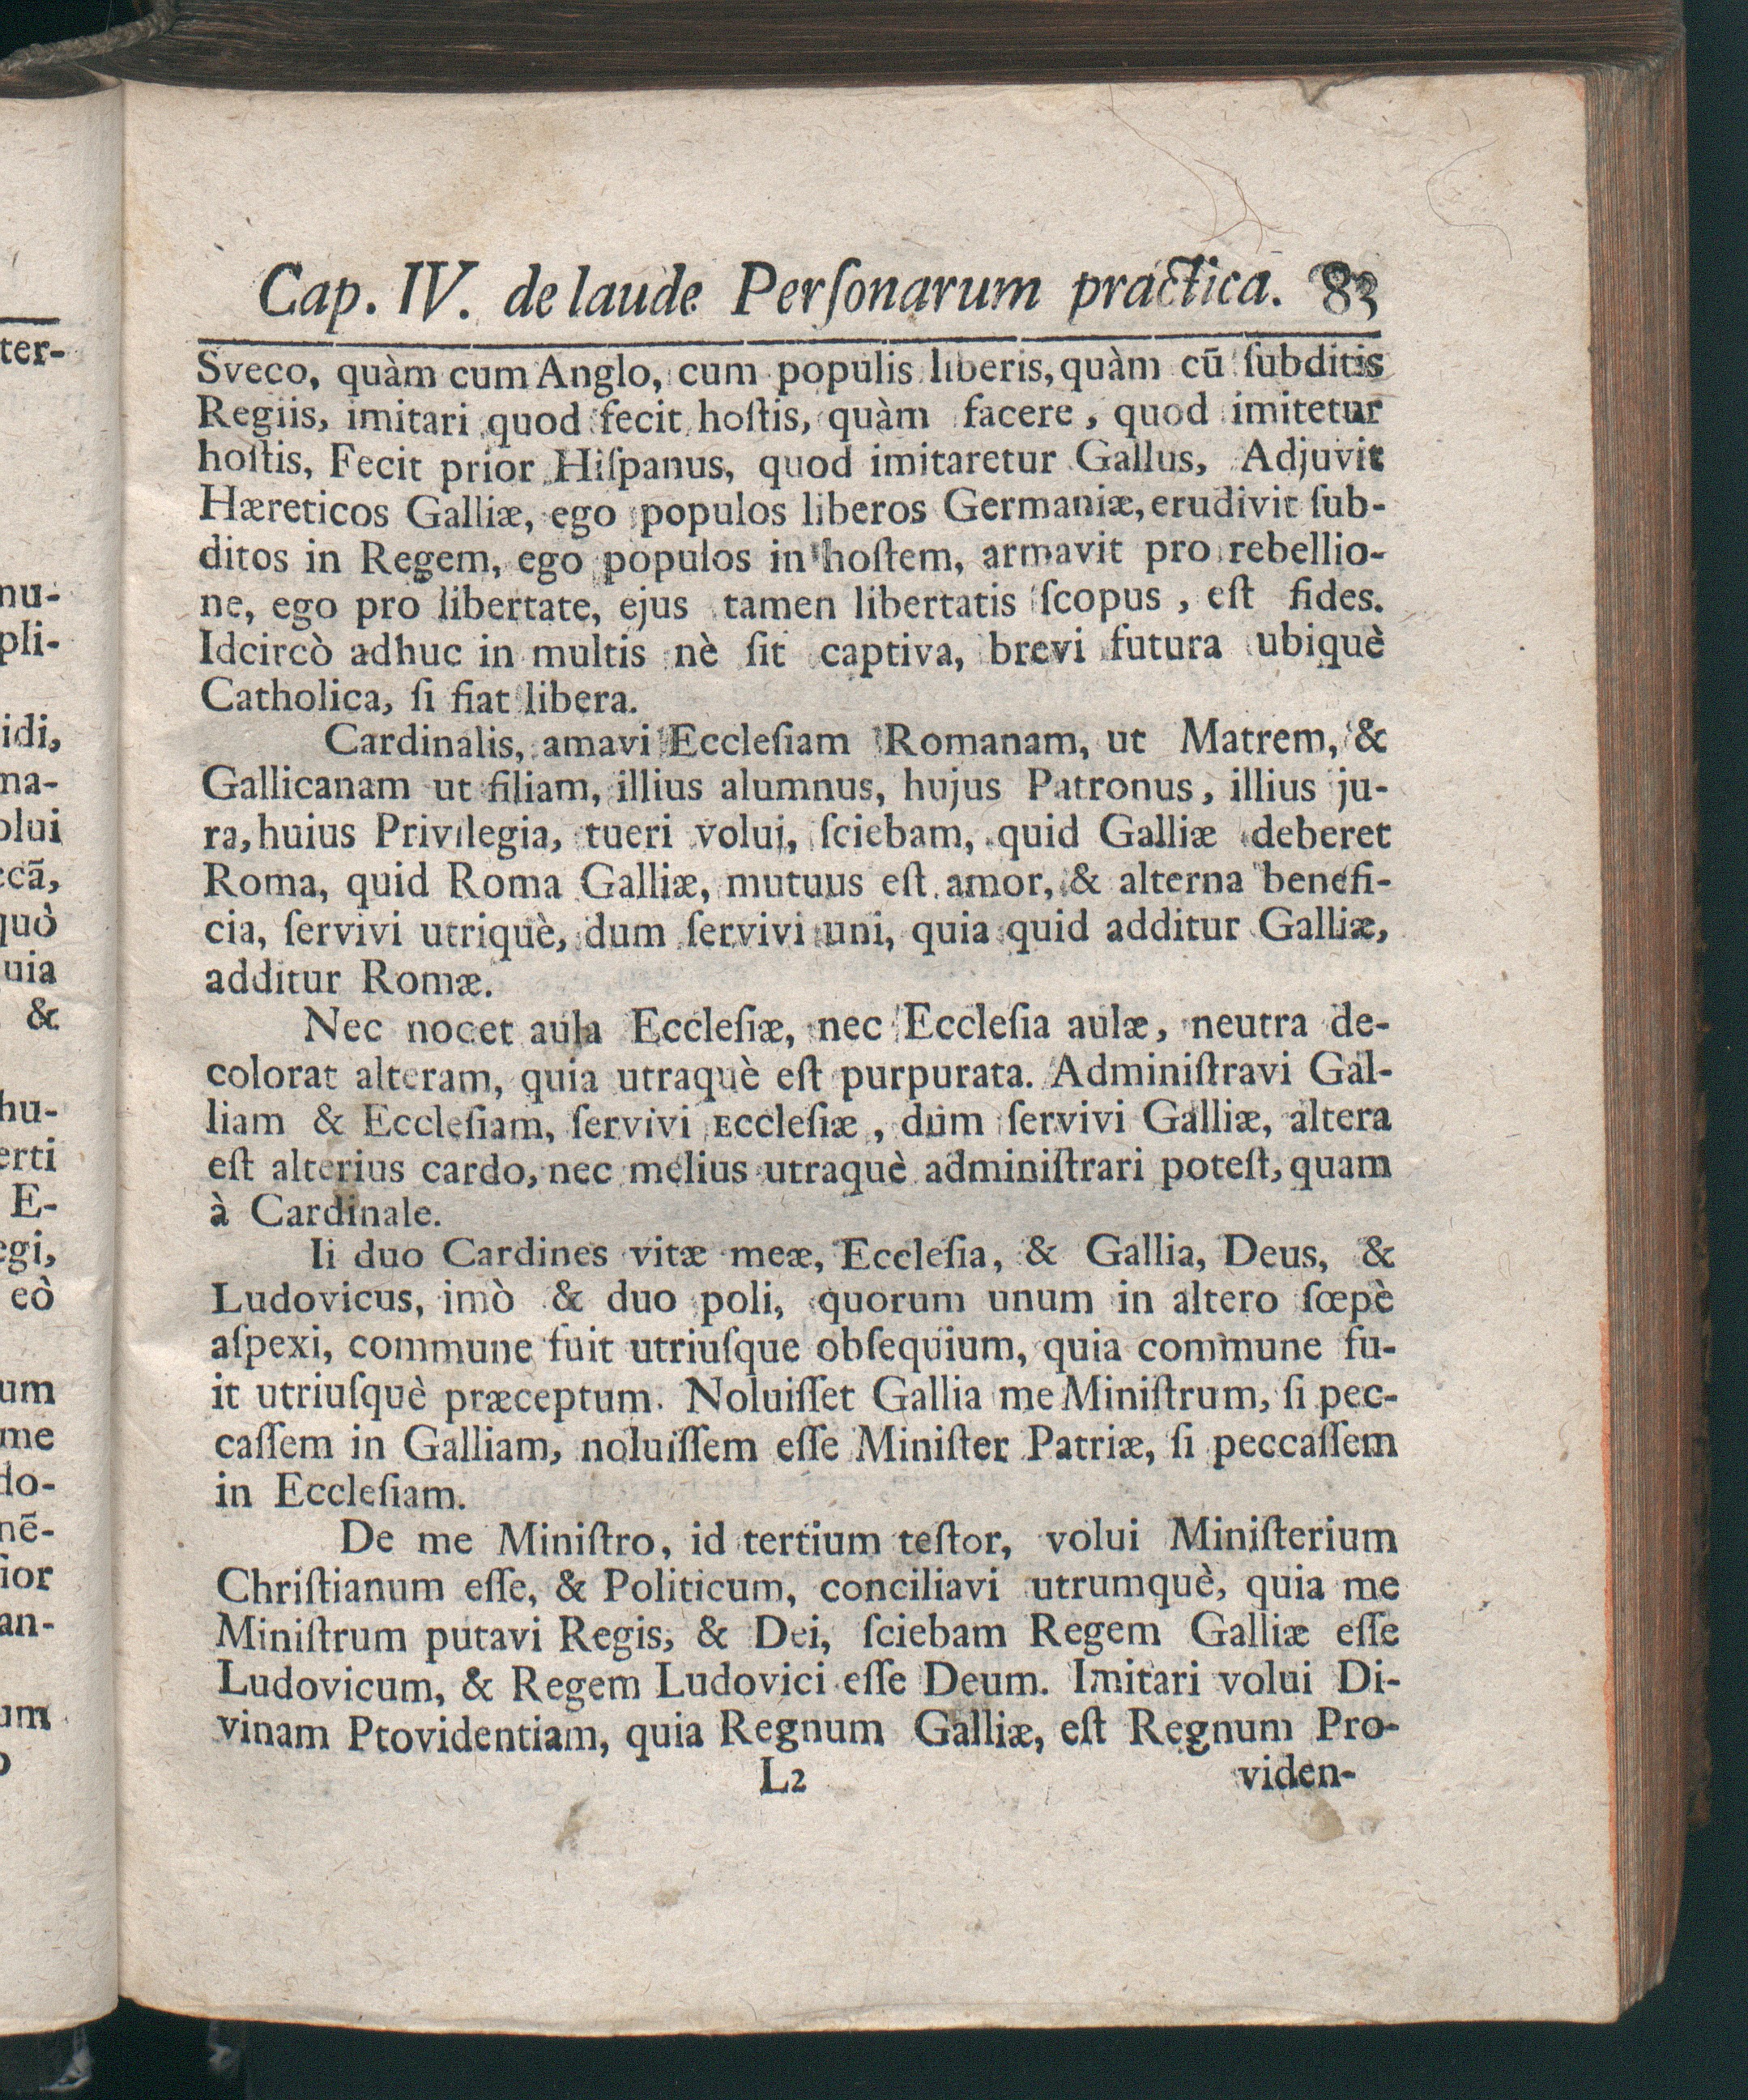 Cap. IV. de laude Perſonarum practica. 83
Sveco, quàm cum Anglo, cum populis liberis, quàm cū ſubditis
Regiis, imitari quod fecit hoſtis, quàm facere, quod imitetur
hoſtis, Fecit prior Hiſpanus, quod imitaretur Gallus, Adjuvit
Hæreticos Galliæ, ego populos liberos Germaniæ, erudivit ſub-
ditos in Regem, ego populos in hoſtem, armavit pro rebellio-
ne, ego pro libertate, ejus tamen libertatis ſcopus, eſt fides.
Idcircò adhuc in multis nè ſit captiva, brevi futura ubiquè
Catholica, ſi fiat libera.
Cardinalis, amavi Eccleſiam Romanam, ut Matrem, &
Gallicanam ut filiam, illius alumnus, hujus Patronus, illius ju-
ra, huius Privilegia, tueri volui, ſciebam, quid Galliæ deberet
Roma, quid Roma Galliæ, mutuus eſt amor, & alterna benefi-
cia, ſervivi utriquè, dum ſervivi uni, quia quid additur Galliæ,
additur Romæ.
Nec nocet aula Eccleſiæ, nec Eccleſia aulæ, neutra de-
colorat alteram, quia utraquè eſt purpurata. Adminiſtravi Gal-
liam & Eccleſiam, ſervivi Eccleſiæ, dum ſervivi Galliæ, altera
eſt alterius cardo, nec melius utraquè adminiſtrari poteſt, quam
à Cardinale.
Ii duo Cardines vitæ meæ, Eccleſia, & Gallia, Deus, &
Ludovicus, imò & duo poli, quorum unum in altero ſœpè
aſpexi, commune fuit utriuſque obſequium, quia commune fu-
it utriuſquè præceptum. Noluiſſet Gallia me Miniſtrum, ſi pec-
caſſem in Galliam, noluiſſem eſſe Miniſter Patriæ, ſi peccaſſem
in Eccleſiam.
De me Miniſtro, id tertium teſtor, volui Miniſterium
Chriſtianum eſſe, & Politicum, conciliavi utrumquè, quia me
Miniſtrum putavi Regis, & Dei, ſciebam Regem Galliæ eſſe
Ludovicum, & Regem Ludovici eſſe Deum. Imitari volui Di-
vinam Ptovidentiam, quia Regnum Galliæ, eſt Regnum Pro-
L2 viden-